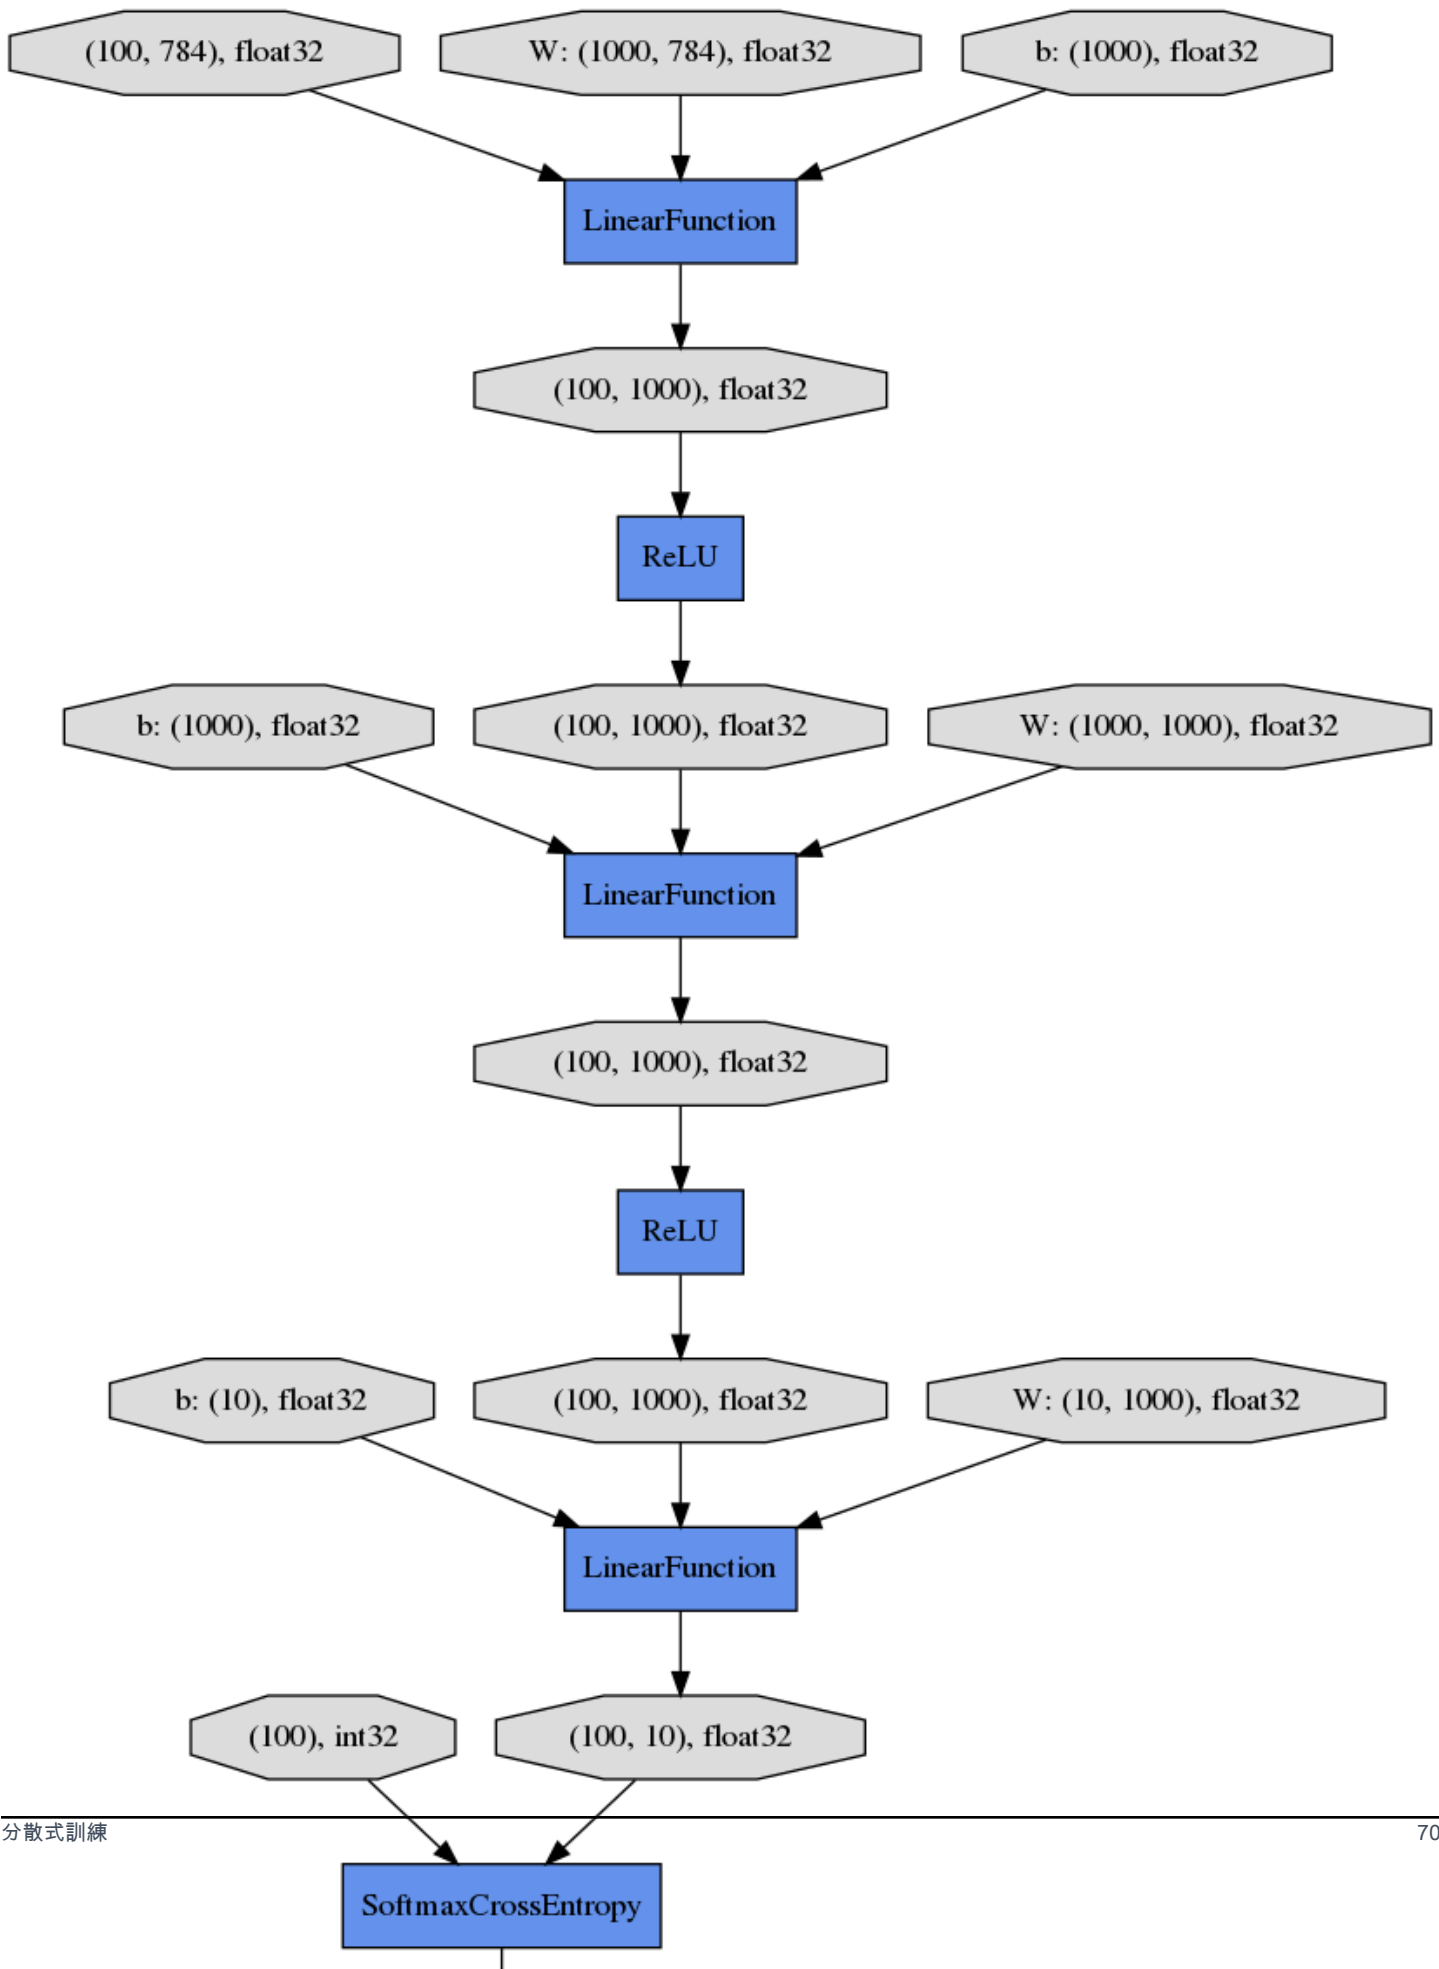 (100, 784), float32
W: (1000, 784), float32
b: (1000), float32
LinearFunction
(100, 1000), float32
ReLU
b: (1000), float32
(100, 1000), float32
W: (1000, 1000), float32
LinearFunction
(100, 1000), float32
ReLU
b: (10), float32
(100, 1000), float32
W: (10, 1000), float32
LinearFunction
(100), int32
(100, 10), float32
分散式訓練
70
SoftmaxCrossEntropy